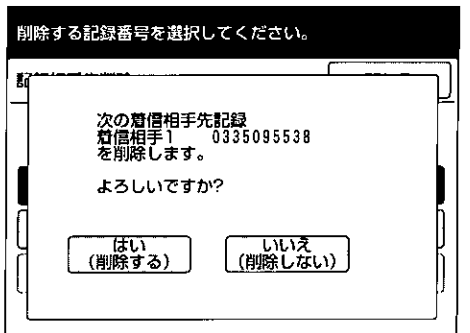 削除する記録番号を選択してください。
次の着信相手先記録
着信相手1 0335095538
を削除します。
よろしいですか?
はい
(削除する)
いいえ
(削除しない)